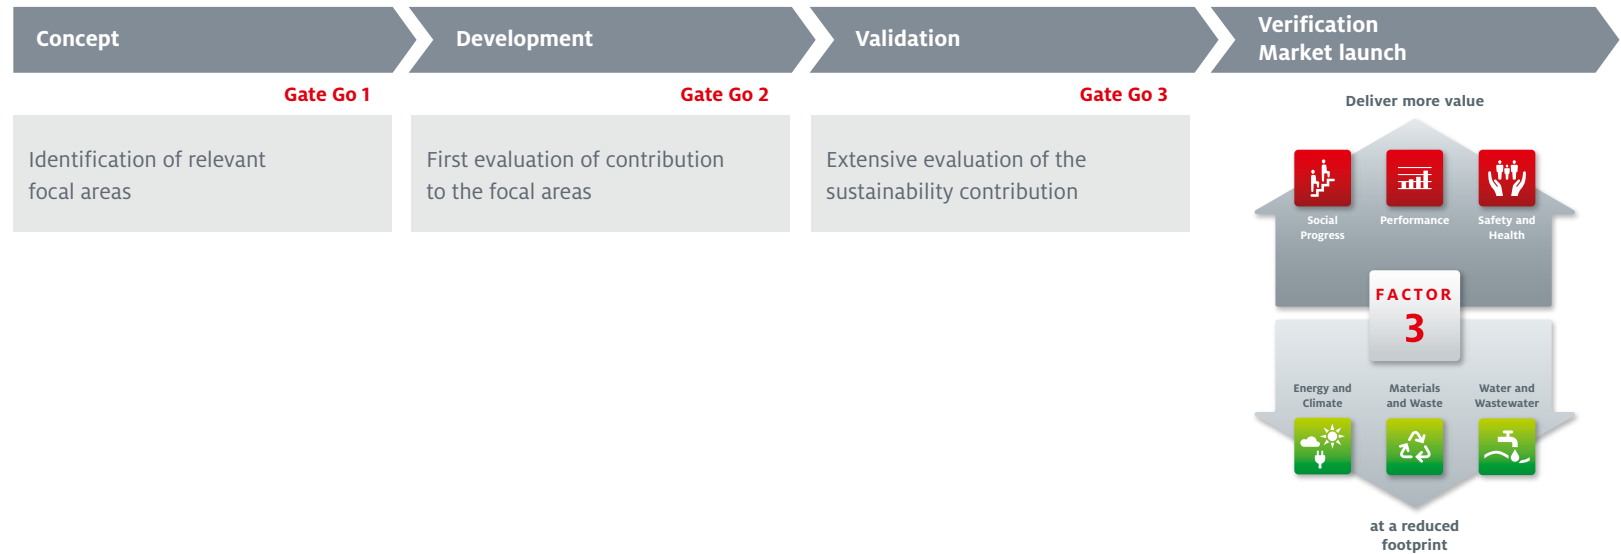 Concept
Development
Validation
Verification
Market launch
Gate Go 1
Gate Go 2
Gate Go 3
Identification of relevant
focal areas
First evaluation of contribution
to the focal areas
Extensive evaluation of the
sustainability contribution
Deliver more value
Social
Progress
Performance
Safety and
Health
FACTOR
3
Energy and
Climate
Materials
and Waste
Water and
Wastewater
at a reduced
footprint